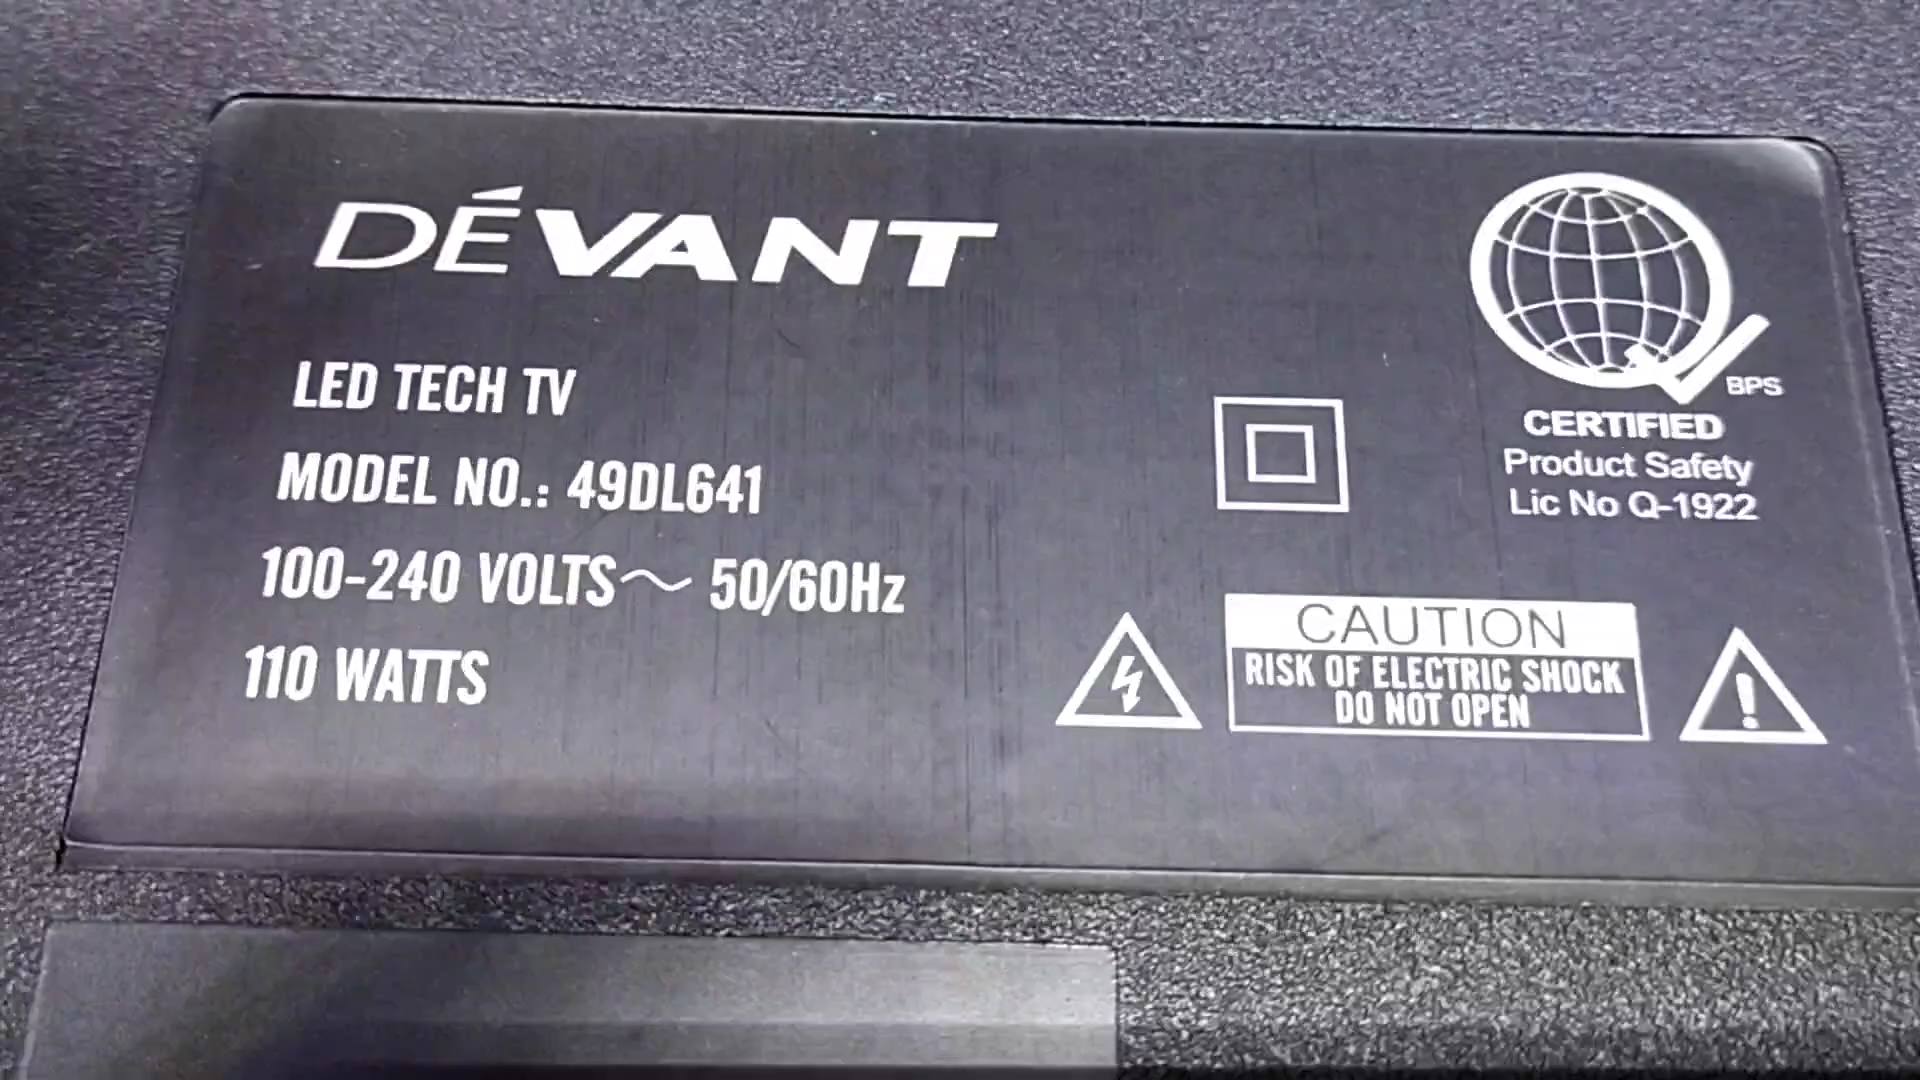 DÉVANT
LED TECH TV
MODEL NO.: 49DL641
100-240 VOLTS～ 50/60Hz
110 WATTS
BPS
CERTIFIED
Product Safety
Lic No Q-1922
CAUTION
RISK OF ELECTRIC SHOCK
DO NOT OPEN